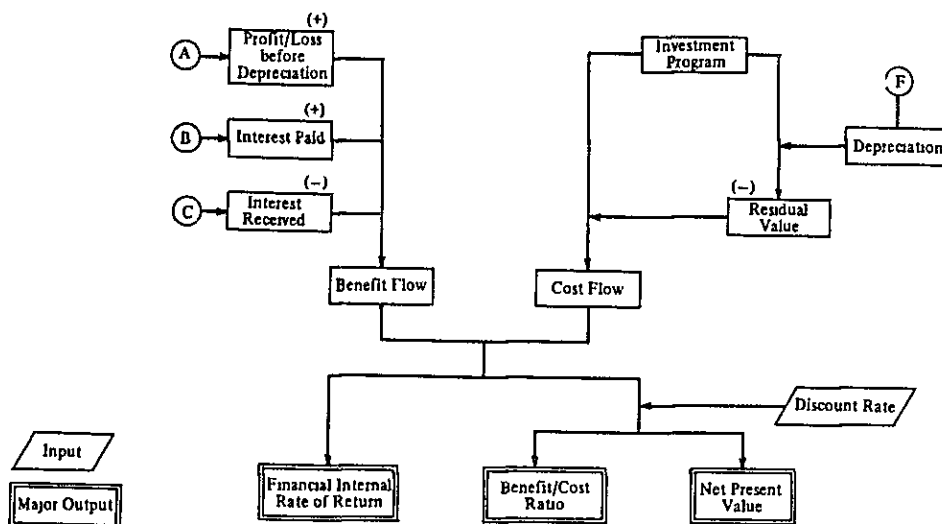 (+)
A
Profit/Loss
before
Depreciation
(+)
B
Interest Paid
(−)
C
Interest
Received
Investment
Program
F
Depreciation
(−)
Residual
Value
Benefit Flow
Cost Flow
Discount Rate
Input
Major Output
Financial Internal
Rate of Return
Benefit/Cost
Ratio
Net Present
Value